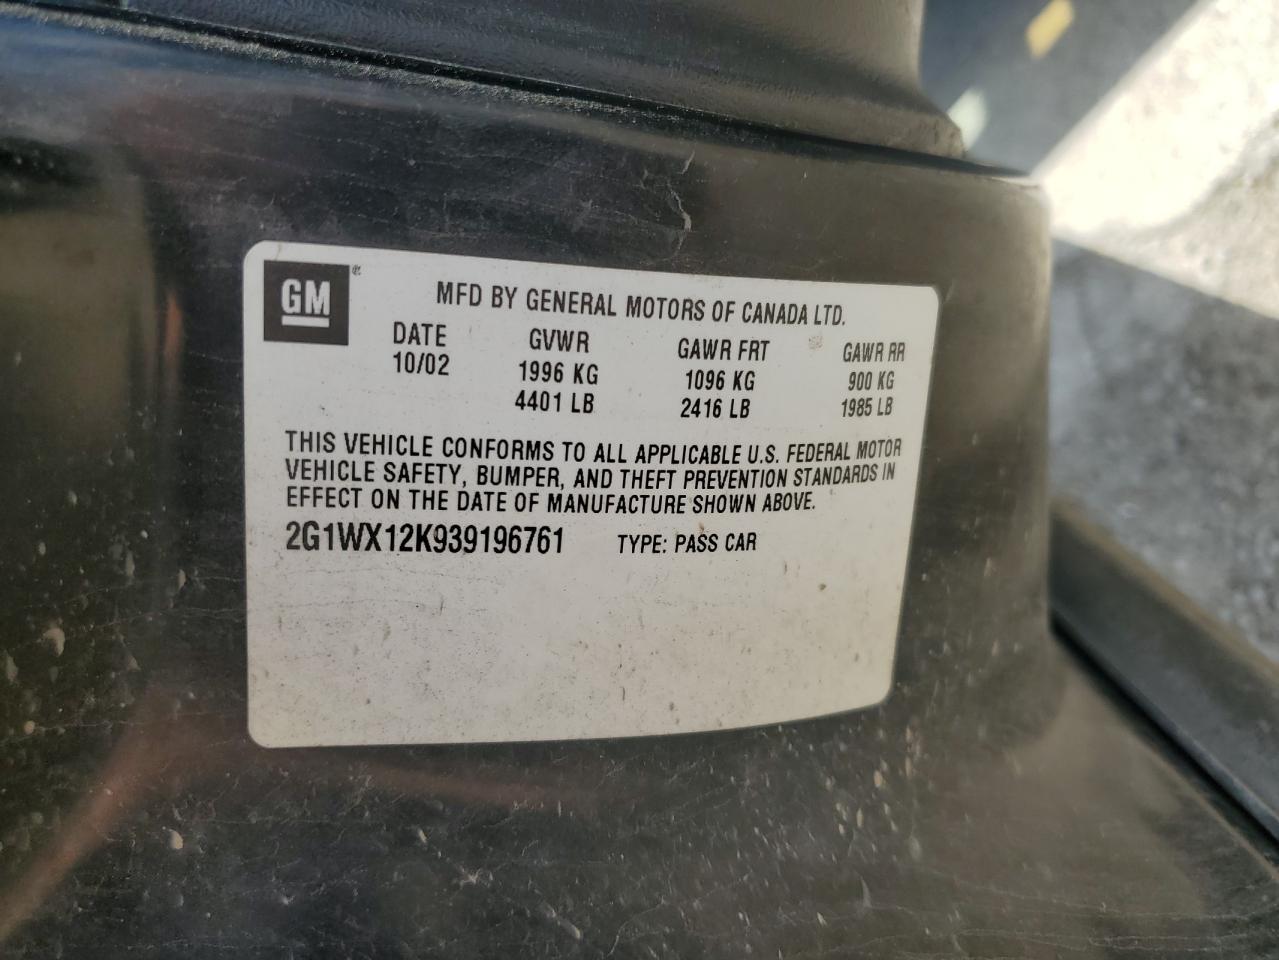 GM
MFD BY GENERAL MOTORS OF CANADA LTD.
DATE GVWR GAWR FRT GAWR RR
10/02 1996 KG 1096 KG 900 KG
4401 LB 2416 LB 1985 LB
THIS VEHICLE CONFORMS TO ALL APPLICABLE U.S. FEDERAL MOTOR
VEHICLE SAFETY, BUMPER, AND THEFT PREVENTION STANDARDS IN
EFFECT ON THE DATE OF MANUFACTURE SHOWN ABOVE.
2G1WX12K939196761 TYPE: PASS CAR